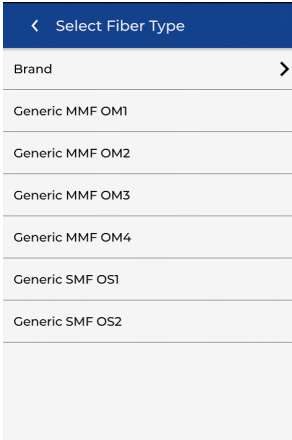 Select Fiber Type
Brand
Generic MMF OM1
Generic MMF OM2
Generic MMF OM3
Generic MMF OM4
Generic SMF OS1
Generic SMF OS2